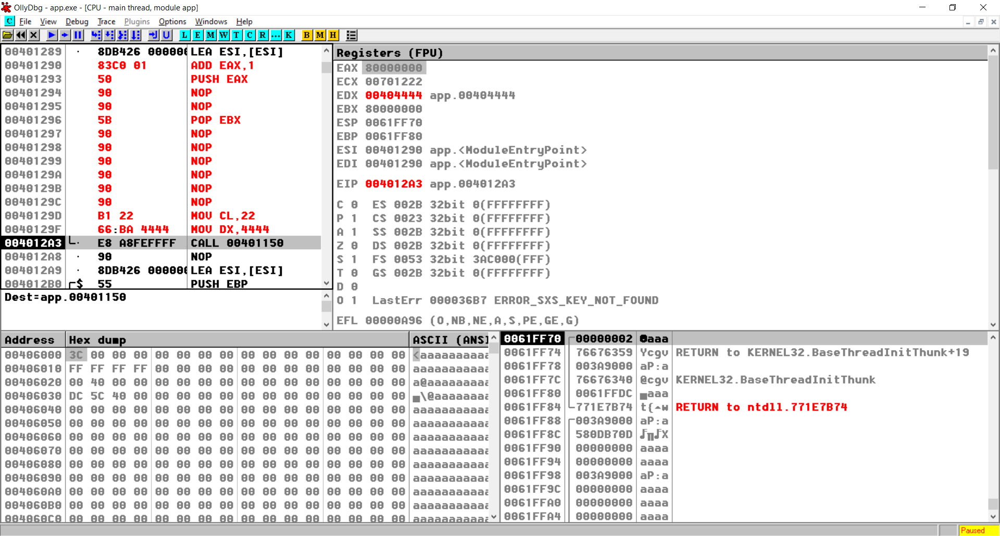 OllyDbg - app.exe - [CPU - main thread, module app]
C File View Debug Trace Plugins Options Windows Help
L E M W T C R ... K B M H
00401289 · 8DB426 000000 LEA ESI,[ESI]
00401290 83C0 01 ADD EAX,1
00401293 50 PUSH EAX
00401294 90 NOP
00401295 90 NOP
00401296 5B POP EBX
00401297 90 NOP
00401298 90 NOP
00401299 90 NOP
0040129A 90 NOP
0040129B 90 NOP
0040129C 90 NOP
0040129D B1 22 MOV CL,22
0040129F 66:BA 4444 MOV DX,4444
004012A3 · E8 A8FEFFFF CALL 00401150
004012A8 · 90 NOP
004012A9 · 8DB426 000000 LEA ESI,[ESI]
004012B0 $ 55 PUSH EBP
Dest=app.00401150
Registers (FPU)
EAX 80000000
ECX 00701222
EDX 00404444 app.00404444
EBX 80000000
ESP 0061FF70
EBP 0061FF80
ESI 00401290 app.<ModuleEntryPoint>
EDI 00401290 app.<ModuleEntryPoint>
EIP 004012A3 app.004012A3
C 0 ES 002B 32bit 0(FFFFFFFF)
P 1 CS 0023 32bit 0(FFFFFFFF)
A 1 SS 002B 32bit 0(FFFFFFFF)
Z 0 DS 002B 32bit 0(FFFFFFFF)
S 1 FS 0053 32bit 3AC000(FFF)
T 0 GS 002B 32bit 0(FFFFFFFF)
D 0
O 1 LastErr 000036B7 ERROR_SXS_KEY_NOT_FOUND
EFL 00000A96 (O,NB,NE,A,S,PE,GE,G)
Address Hex dump ASCII (ANSI
00406000 3C 00 00 00 00 00 00 00 00 00 00 00 00 00 00 00 <aaaaaaaaaa
00406010 FF FF FF FF 00 00 00 00 00 00 00 00 00 00 00 00 aaaaaaaaaaa
00406020 00 40 00 00 00 00 00 00 00 00 00 00 00 00 00 00 a@aaaaaaaaa
00406030 DC 5C 40 00 00 00 00 00 00 00 00 00 00 00 00 00 ▄\@aaaaaaaa
00406040 00 00 00 00 00 00 00 00 00 00 00 00 00 00 00 00 aaaaaaaaaaa
00406050 00 00 00 00 00 00 00 00 00 00 00 00 00 00 00 00 aaaaaaaaaaa
00406060 00 00 00 00 00 00 00 00 00 00 00 00 00 00 00 00 aaaaaaaaaaa
00406070 00 00 00 00 00 00 00 00 00 00 00 00 00 00 00 00 aaaaaaaaaaa
00406080 00 00 00 00 00 00 00 00 00 00 00 00 00 00 00 00 aaaaaaaaaaa
00406090 00 00 00 00 00 00 00 00 00 00 00 00 00 00 00 00 aaaaaaaaaaa
004060A0 00 00 00 00 00 00 00 00 00 00 00 00 00 00 00 00 aaaaaaaaaaa
004060B0 00 00 00 00 00 00 00 00 00 00 00 00 00 00 00 00 aaaaaaaaaaa
004060C0 00 00 00 00 00 00 00 00 00 00 00 00 00 00 00 00 aaaaaaaaaaa
0061FF70 00000002 aaa
0061FF74 76676359 Ycgv RETURN to KERNEL32.BaseThreadInitThunk+19
0061FF78 003A9000 aP:a
0061FF7C 76676340 @cgv KERNEL32.BaseThreadInitThunk
0061FF80 0061FFDC ▄aaa
0061FF84 771E7B74 t{w RETURN to ntdll.771E7B74
0061FF88 003A9000 aP:a
0061FF8C 580DB70D ♪╖♪X
0061FF90 00000000 aaaa
0061FF94 00000000 aaaa
0061FF98 003A9000 aP:a
0061FF9C 00000000 aaaa
0061FFA0 00000000 aaaa
0061FFA4 00000000 aaaa
Paused